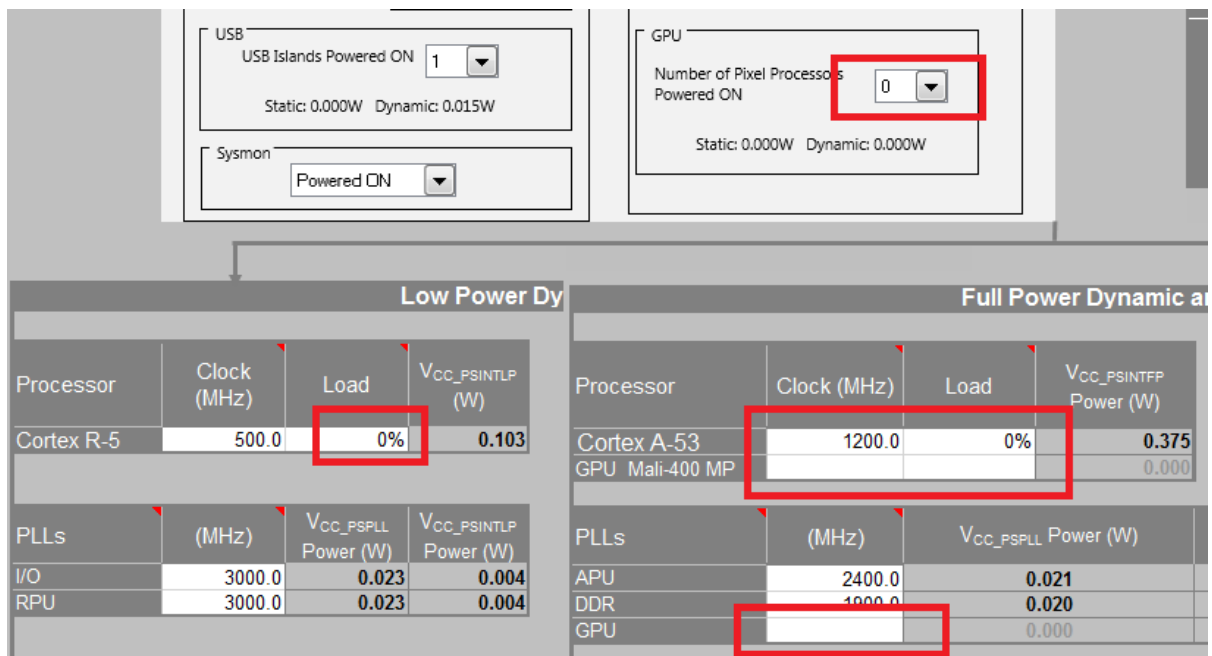 USB
USB Islands Powered ON 1
Static: 0.000W Dynamic: 0.015W
Sysmon
Powered ON
GPU
Number of Pixel Processors
Powered ON
0
Static: 0.000W Dynamic: 0.000W
Low Power Dy
Processor Clock (MHz) Load VCC_PSINTLP (W)
Cortex R-5 500.0 0% 0.103
PLLs (MHz) VCC_PSPLL Power (W) VCC_PSINTLP Power (W)
I/O 3000.0 0.023 0.004
RPU 3000.0 0.023 0.004
Full Power Dynamic a
Processor Clock (MHz) Load VCC_PSINTFP Power (W)
Cortex A-53 1200.0 0% 0.375
GPU Mali-400 MP 0.000
PLLs (MHz) VCC_PSPLL Power (W)
APU 2400.0 0.021
DDR 1900.0 0.020
GPU 0.000